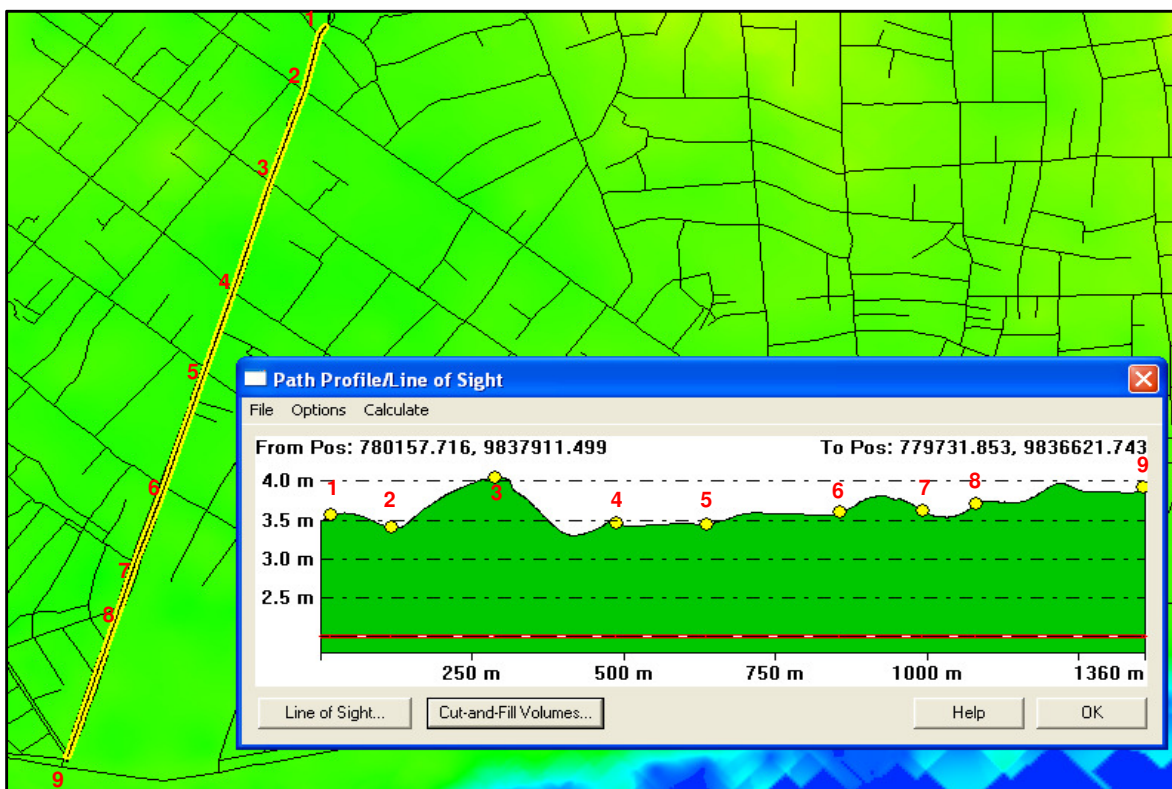 1
2
3
4
5
6
7
8
9
Path Profile/Line of Sight
File Options Calculate
From Pos: 780157.716, 9837911.499 To Pos: 779731.853, 9836621.743
4.0 m
3.5 m
3.0 m
2.5 m
1 2 3 4 5 6 7 8 9
250 m 500 m 750 m 1000 m 1360 m
Line of Sight... Cut-and-Fill Volumes... Help OK